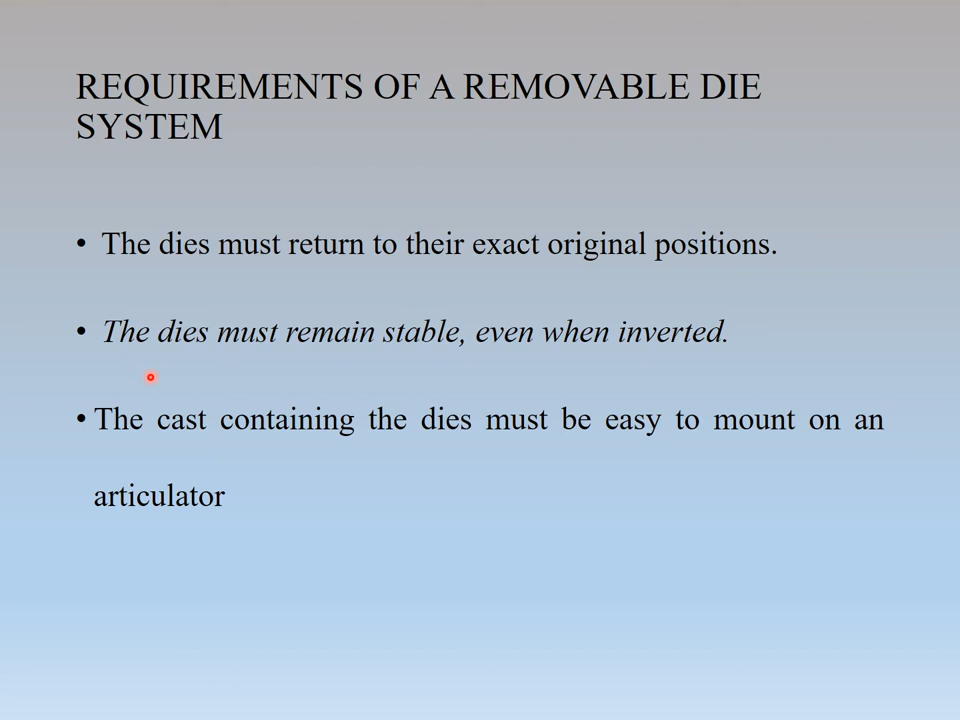 REQUIREMENTS OF A REMOVABLE DIE
SYSTEM
• The dies must return to their exact original positions.
• The dies must remain stable, even when inverted.
• The cast containing the dies must be easy to mount on an
articulator